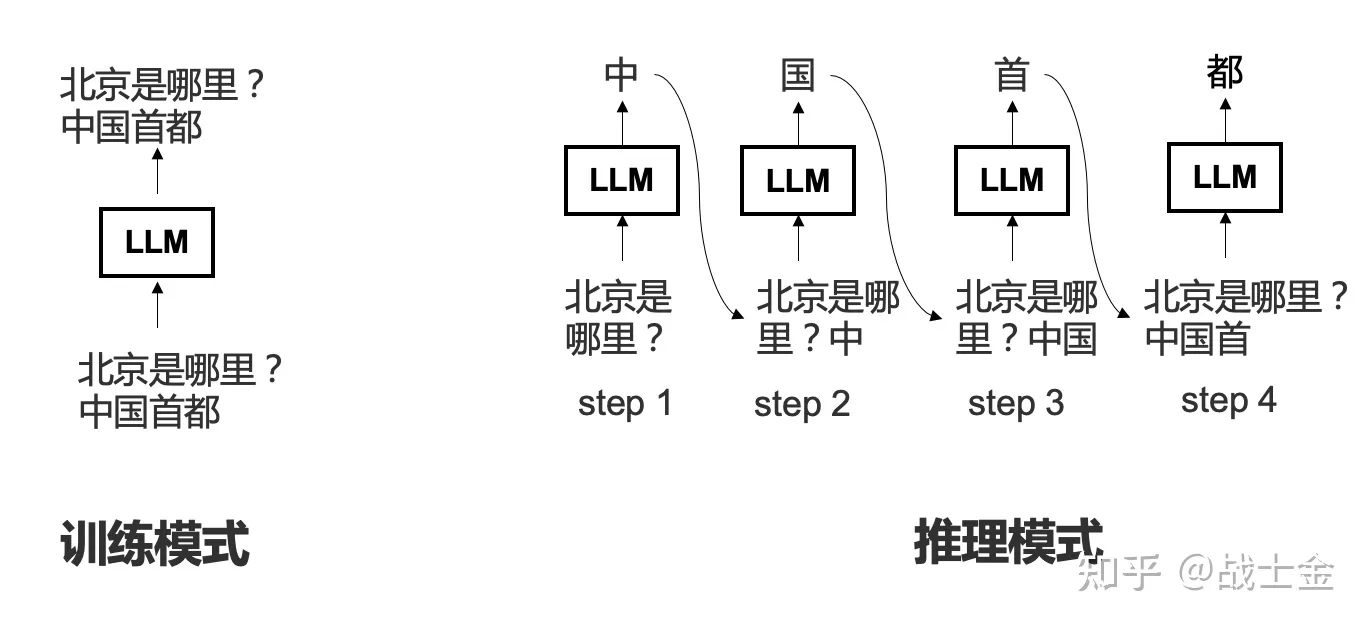 北京是哪里？
中国首都
LLM
北京是哪里？
中国首都
训练模式
中
国
首
都
LLM
LLM
LLM
LLM
北京是
哪里？
北京是哪
里？中
北京是哪
里？中国
北京是哪里？
中国首
step 1
step 2
step 3
step 4
推理模式
知乎 @战士金